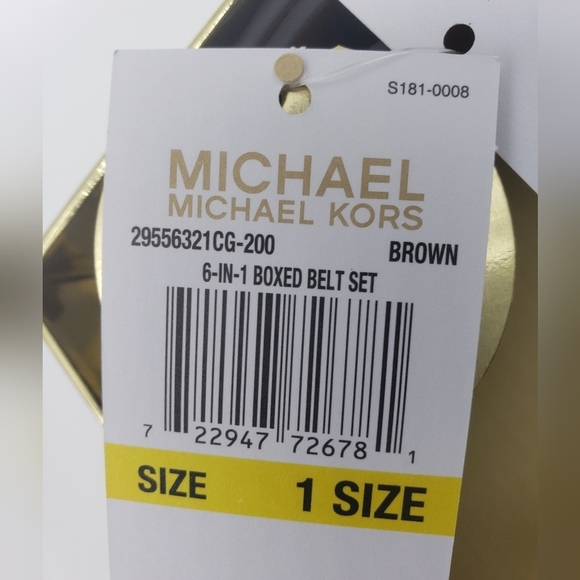 S181-0008
MICHAEL
MICHAEL KORS
29556321CG-200 BROWN
6-IN-1 BOXED BELT SET
7 22947 72678 1
SIZE 1 SIZE